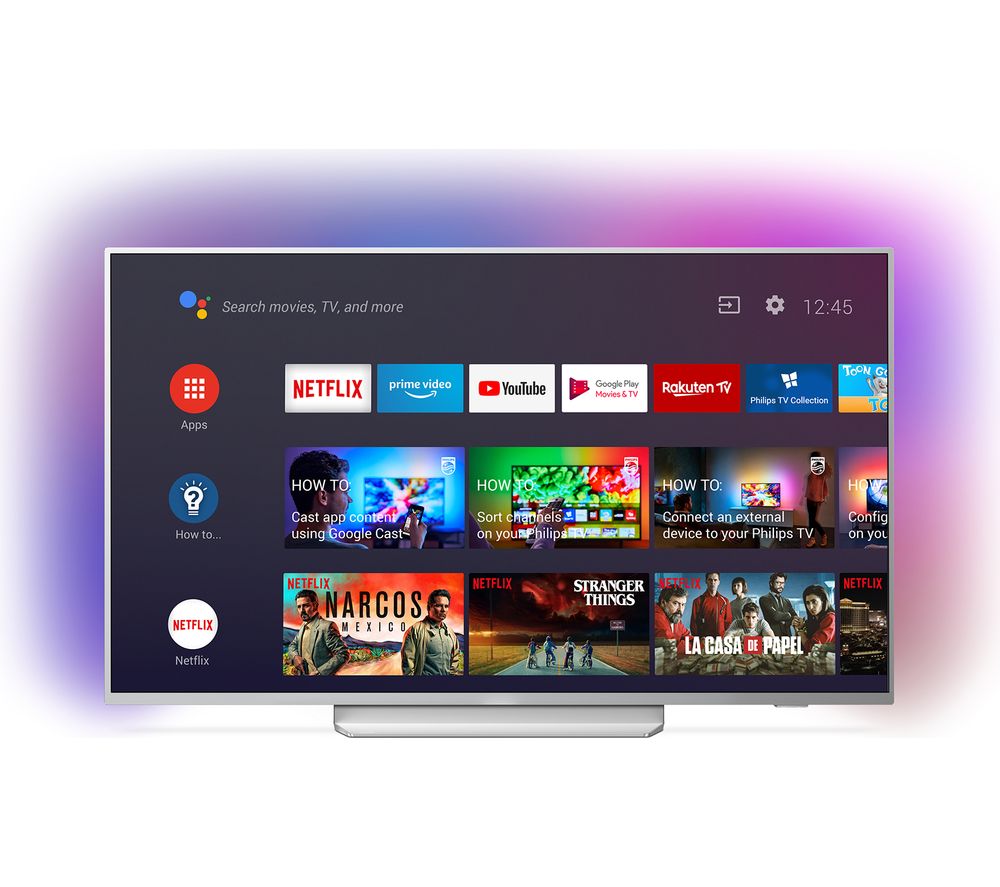 Search movies, TV, and more
12:45
NETFLIX
prime video
YouTube
Google Play
Movies & TV
Rakuten TV
Philips TV Collection
TOON GO
Apps
HOW TO:
Cast app content
using Google Cast
HOW TO:
Sort channels
on your Philips TV
HOW TO:
Connect an external
device to your Philips TV
HOW
Config
on you
How to...
NETFLIX
NARCOS
MEXICO
NETFLIX
STRANGER
THINGS
NETFLIX
LA CASA DE PAPEL
NETFLIX
NETFLIX
Netflix